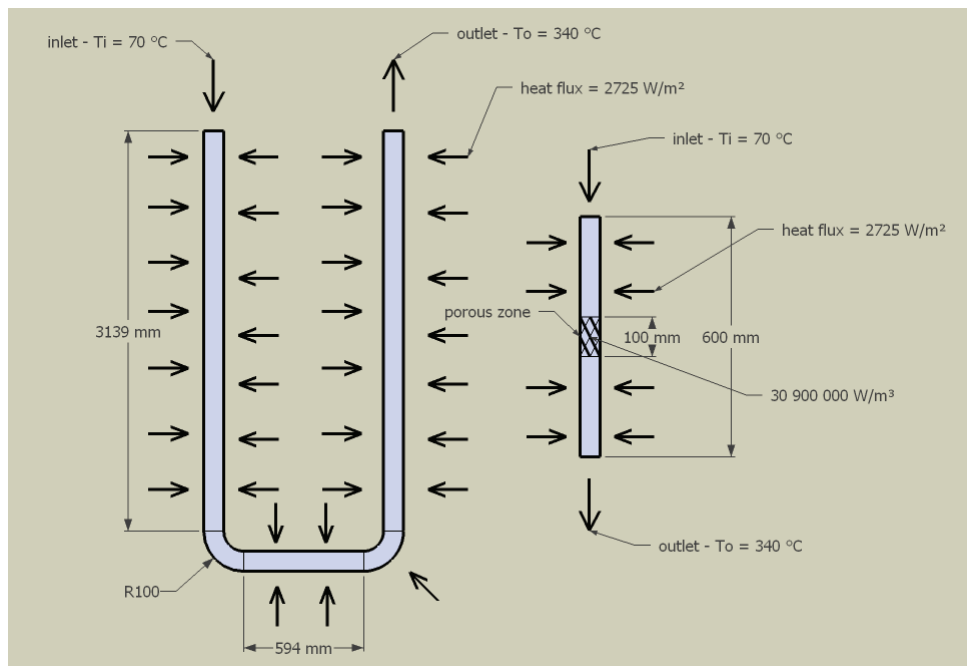 inlet - Ti = 70 °C
outlet - To = 340 °C
heat flux = 2725 W/m²
3139 mm
R100
594 mm
inlet - Ti = 70 °C
heat flux = 2725 W/m²
porous zone
100 mm
600 mm
30 900 000 W/m³
outlet - To = 340 °C